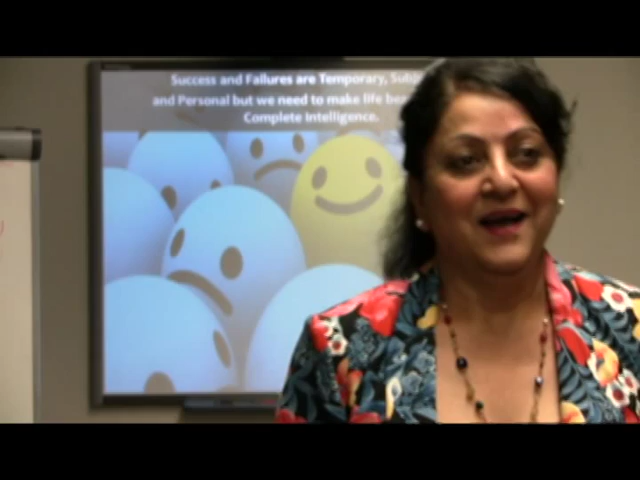 Success and Failures are Temporary,
and Personal but we need to make life
Complete Intelligence.